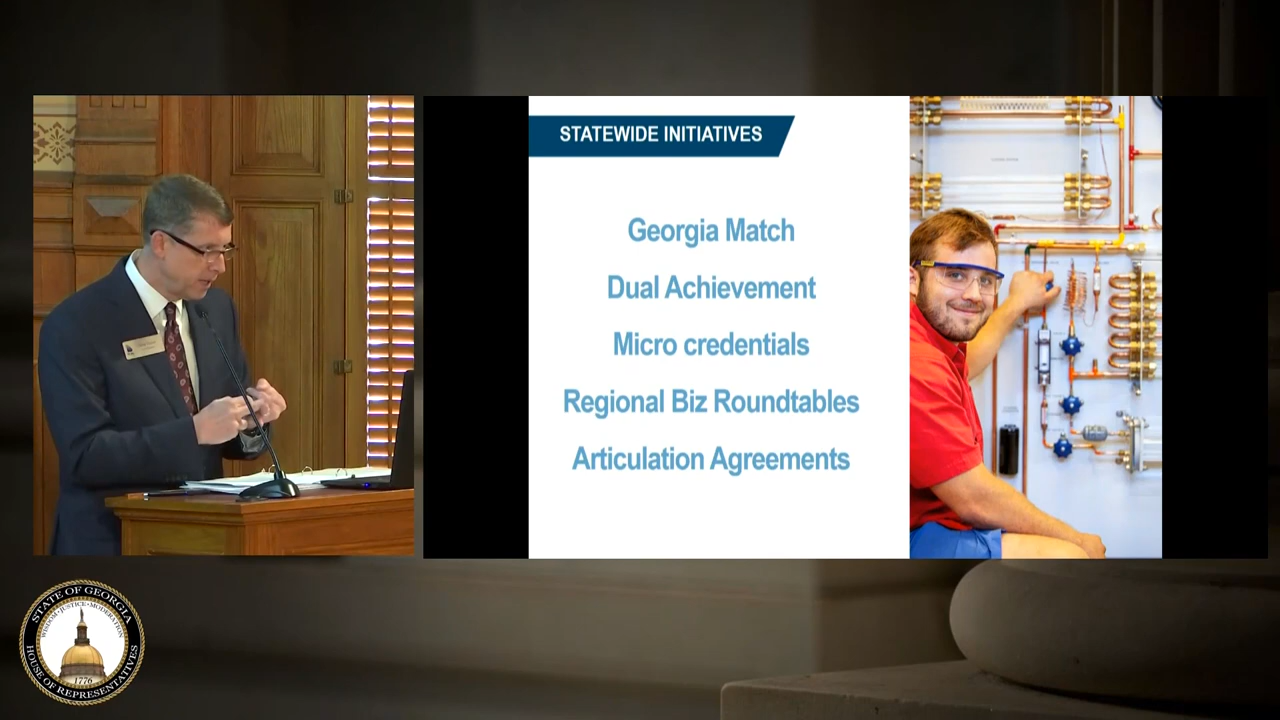 STATEWIDE INITIATIVES
Georgia Match
Dual Achievement
Micro credentials
Regional Biz Roundtables
Articulation Agreements
STATE OF GEORGIA
WISDOM • JUSTICE • MODERATION
1776
HOUSE OF REPRESENTATIVES